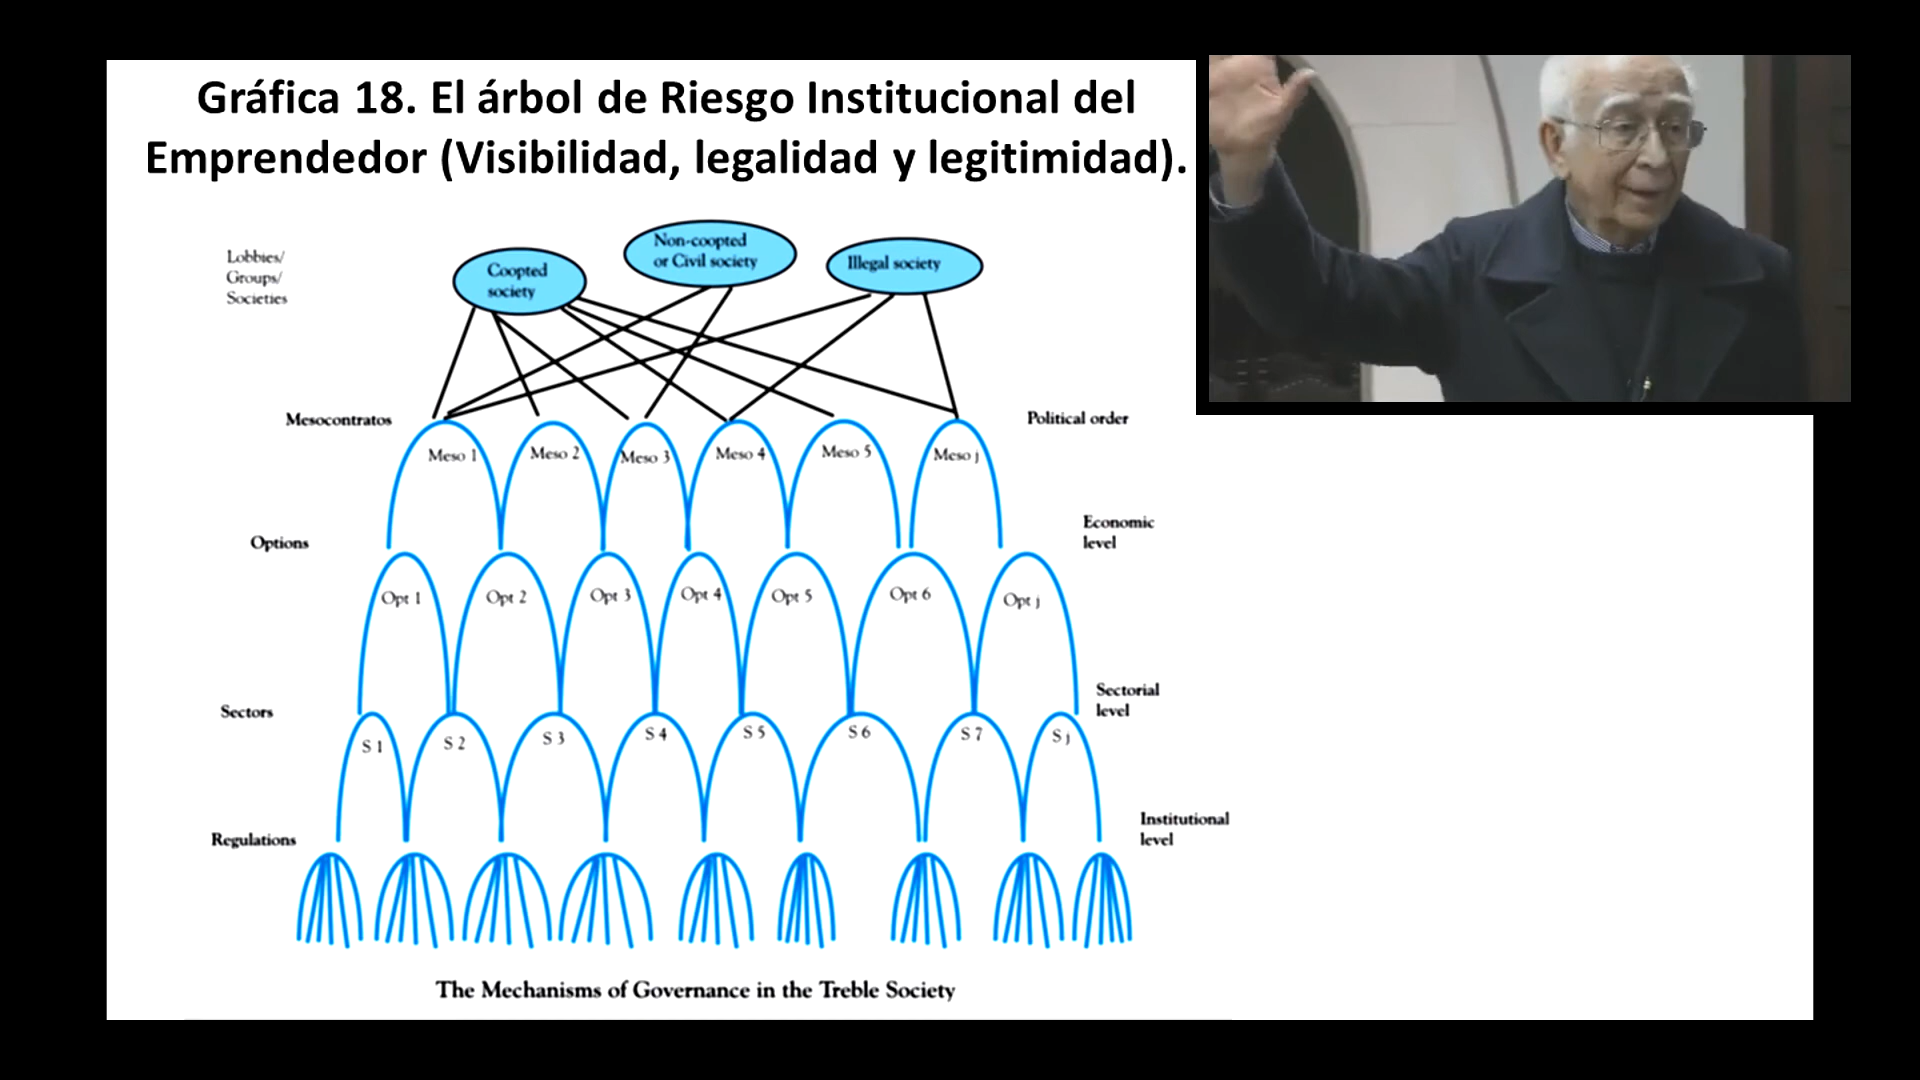 Gráfica 18. El árbol de Riesgo Institucional del
Emprendedor (Visibilidad, legalidad y legitimidad).
Lobbies/
Groups/
Societies
Coopted
society
Non-coopted
or Civil society
Illegal society
Mesocontratos
Political order
Meso 1
Meso 2
Meso 3
Meso 4
Meso 5
Meso j
Options
Economic
level
Opt 1
Opt 2
Opt 3
Opt 4
Opt 5
Opt 6
Opt j
Sectors
Sectorial
level
S 1
S 2
S 3
S 4
S 5
S 6
S 7
S j
Regulations
Institutional
level
The Mechanisms of Governance in the Treble Society